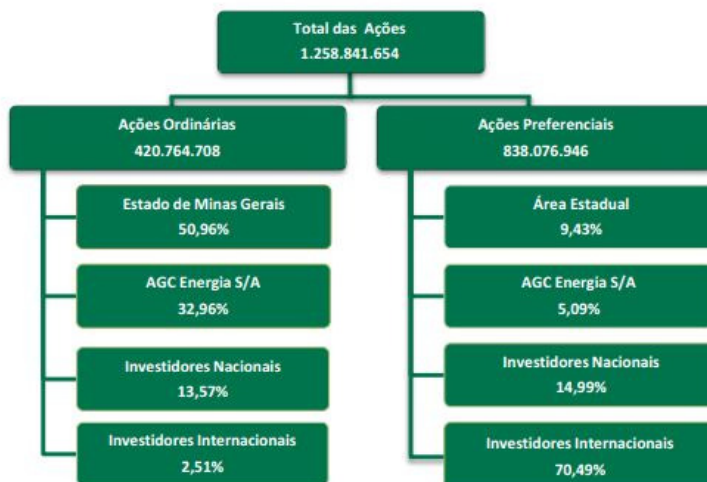 Total das Ações
1.258.841.654
Ações Ordinárias
420.764.708
Estado de Minas Gerais
50,96%
AGC Energia S/A
32,96%
Investidores Nacionais
13,57%
Investidores Internacionais
2,51%
Ações Preferenciais
838.076.946
Área Estadual
9,43%
AGC Energia S/A
5,09%
Investidores Nacionais
14,99%
Investidores Internacionais
70,49%